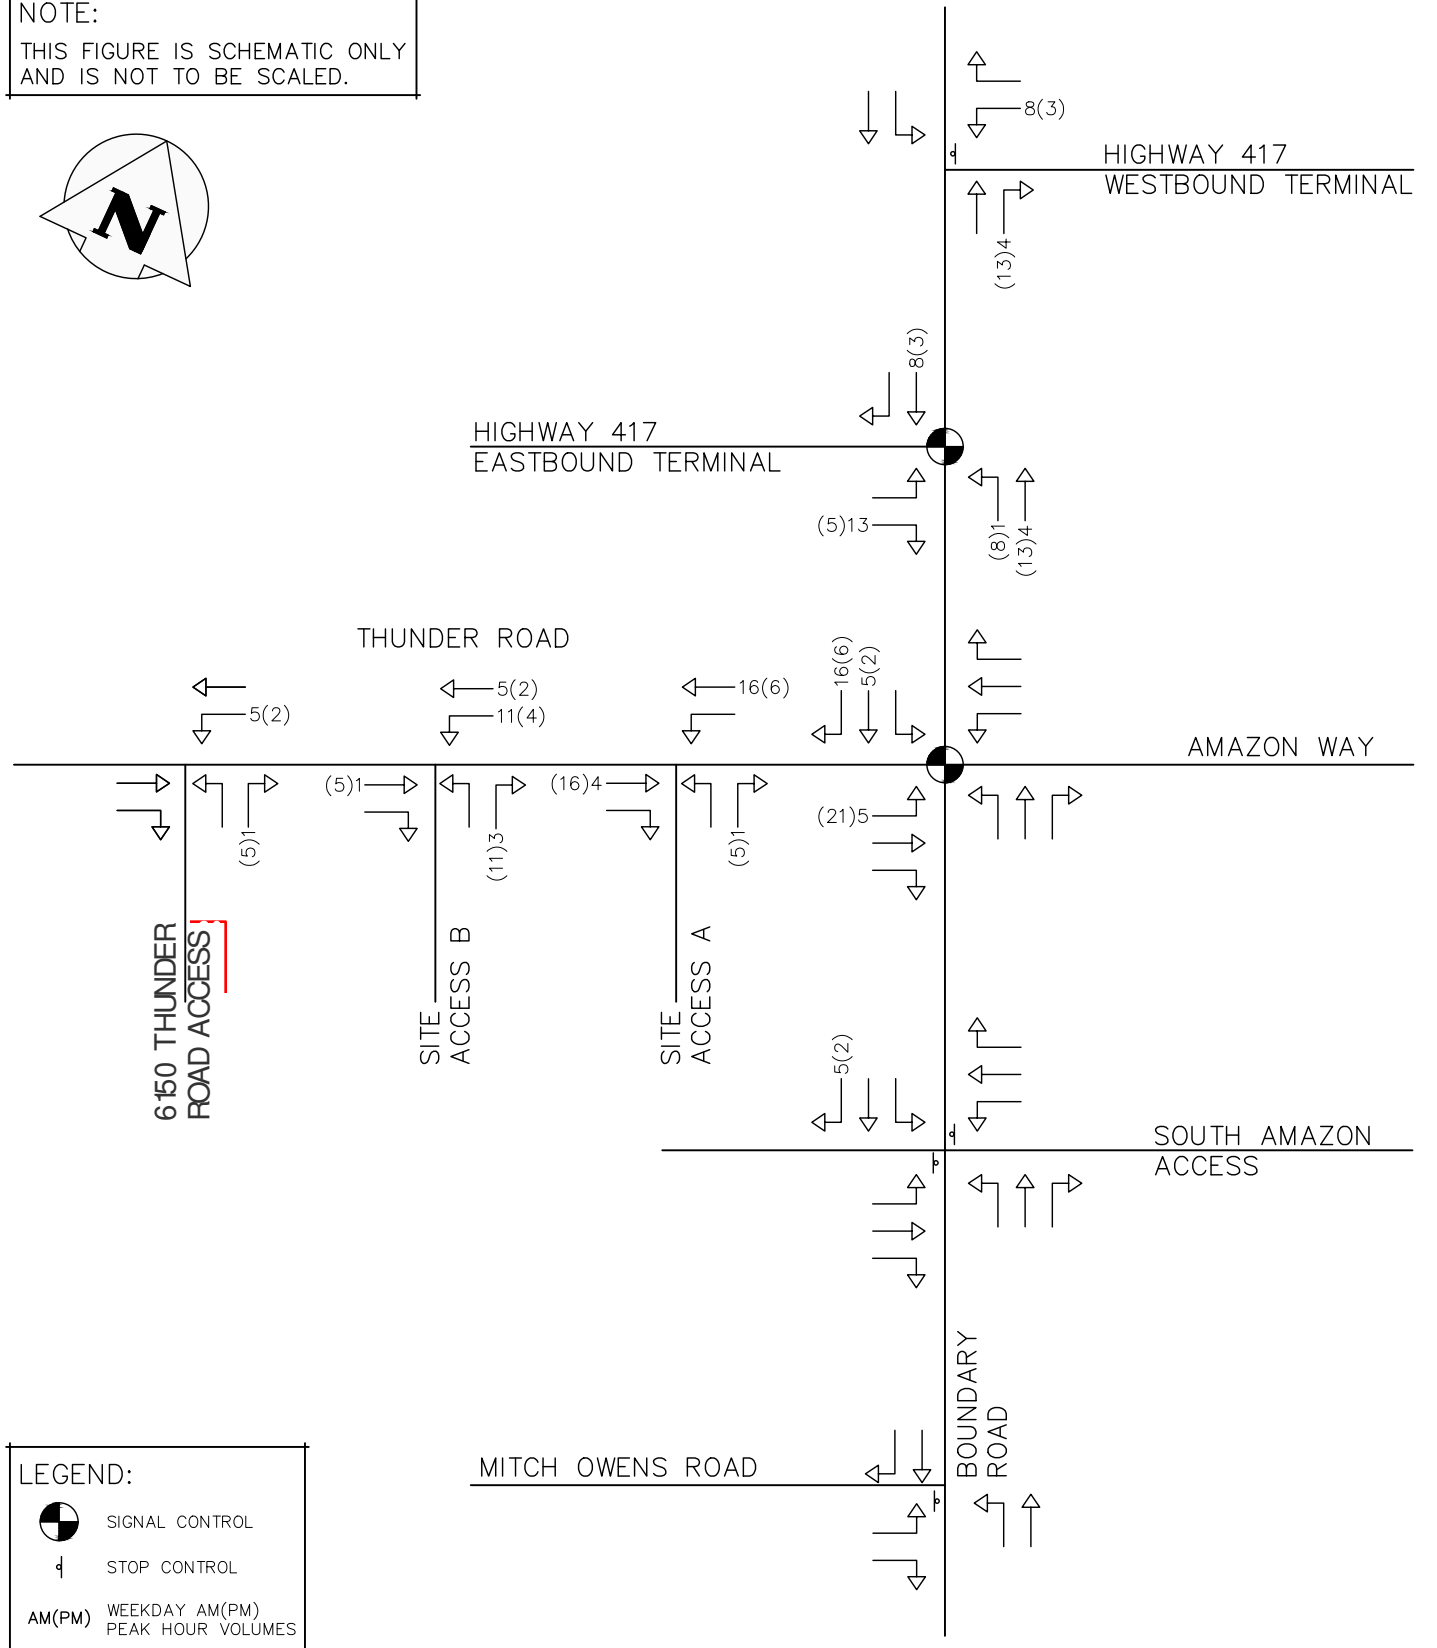 NOTE:
THIS FIGURE IS SCHEMATIC ONLY
AND IS NOT TO BE SCALED.
N
8(3)
HIGHWAY 417
WESTBOUND TERMINAL
(13)4
8(3)
HIGHWAY 417
EASTBOUND TERMINAL
(5)13
(8)1
(13)4
THUNDER ROAD
16(6)
5(2)
5(2)
5(2)
11(4)
16(6)
AMAZON WAY
(5)1
(16)4
(21)5
(5)1
(11)3
(5)1
6150 THUNDER
ROAD ACCESS
SITE
ACCESS B
SITE
ACCESS A
5(2)
SOUTH AMAZON
ACCESS
BOUNDARY
ROAD
MITCH OWENS ROAD
LEGEND:
SIGNAL CONTROL
STOP CONTROL
AM(PM)
WEEKDAY AM(PM)
PEAK HOUR VOLUMES